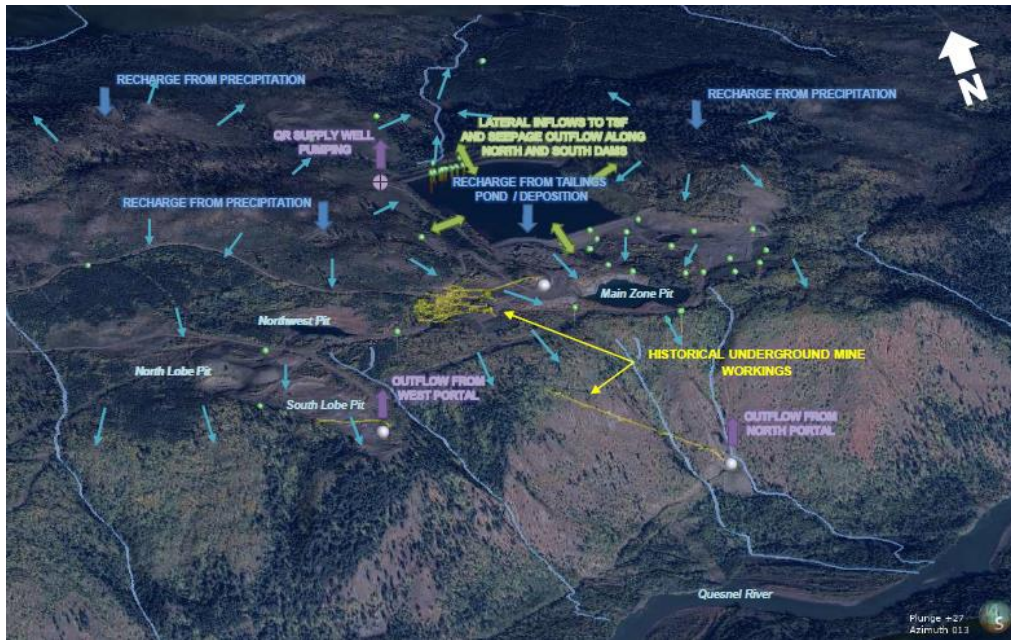 N
RECHARGE FROM PRECIPITATION
RECHARGE FROM PRECIPITATION
LATERAL INFLOWS TO TSF
AND SEEPAGE OUTFLOW ALONG
NORTH AND SOUTH DAMS
QR SUPPLY WELL
PUMPING
RECHARGE FROM TAILINGS
POND / DEPOSITION
RECHARGE FROM PRECIPITATION
Main Zone Pit
Northwest Pit
HISTORICAL UNDERGROUND MINE
WORKINGS
North Lobe Pit
OUTFLOW FROM
WEST PORTAL
South Lobe Pit
OUTFLOW FROM
NORTH PORTAL
Quesnel River
Plunge +27
Azimuth 013
S